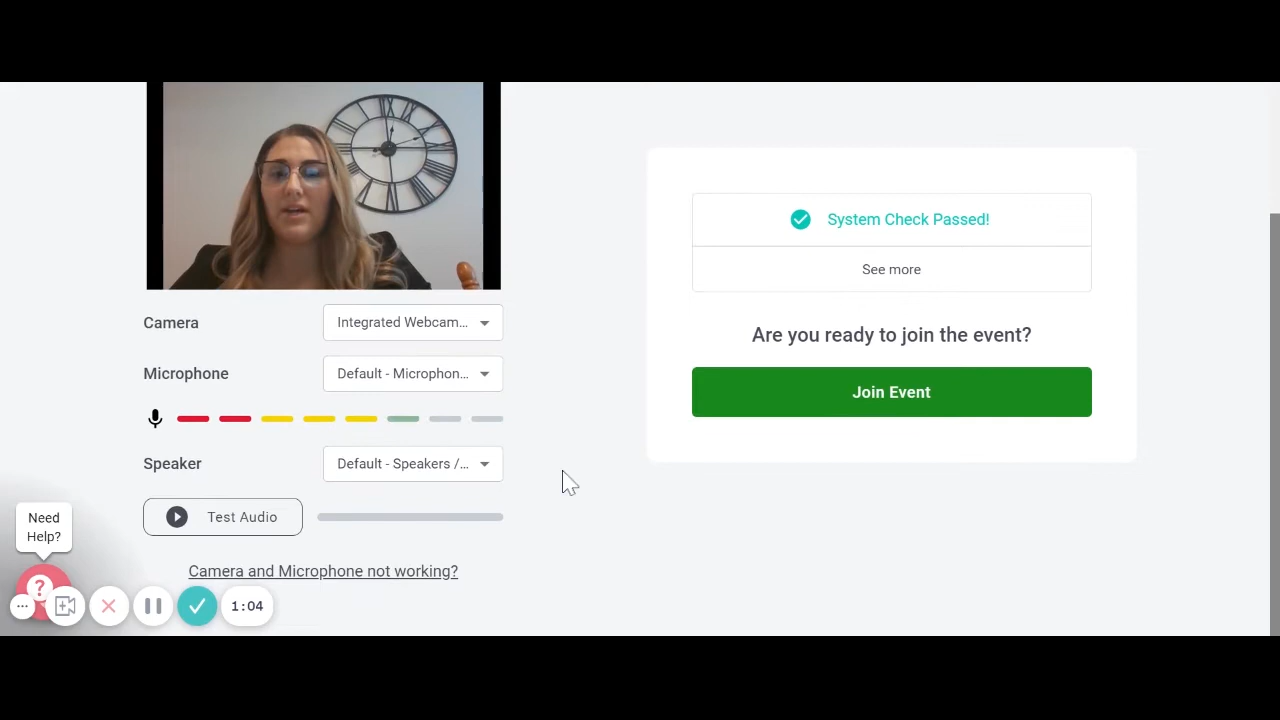 System Check Passed!
See more
Camera
Integrated Webcam...
Are you ready to join the event?
Microphone
Default - Microphon...
Join Event
Speaker
Default - Speakers /...
Test Audio
Need
Help?
Camera and Microphone not working?
1:04